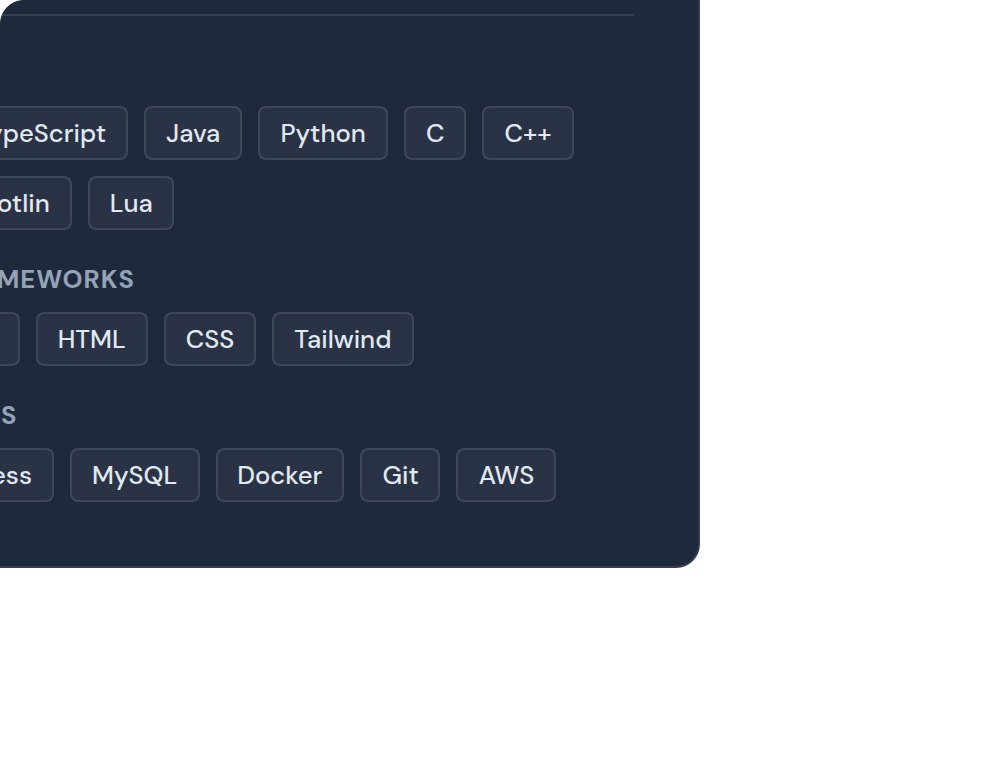 ypeScript Java Python C C++
otlin Lua
MEWORKS
HTML CSS Tailwind
S
ess MySQL Docker Git AWS